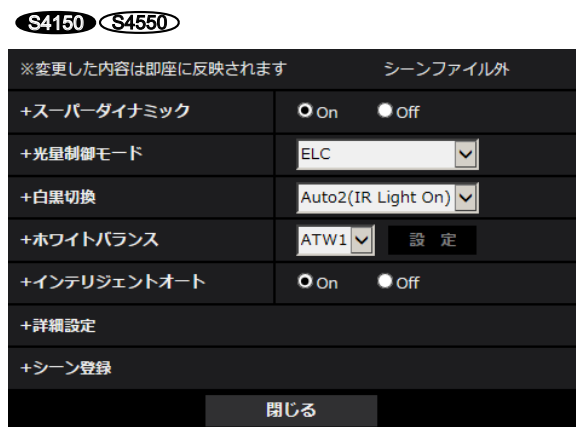 S4150 S4550
※変更した内容は即座に反映されます シーンファイル外
+スーパーダイナミック On Off
+光量制御モード ELC
+白黒切換 Auto2(IR Light On)
+ホワイトバランス ATW1 設 定
+インテリジェントオート On Off
+詳細設定
+シーン登録
閉じる